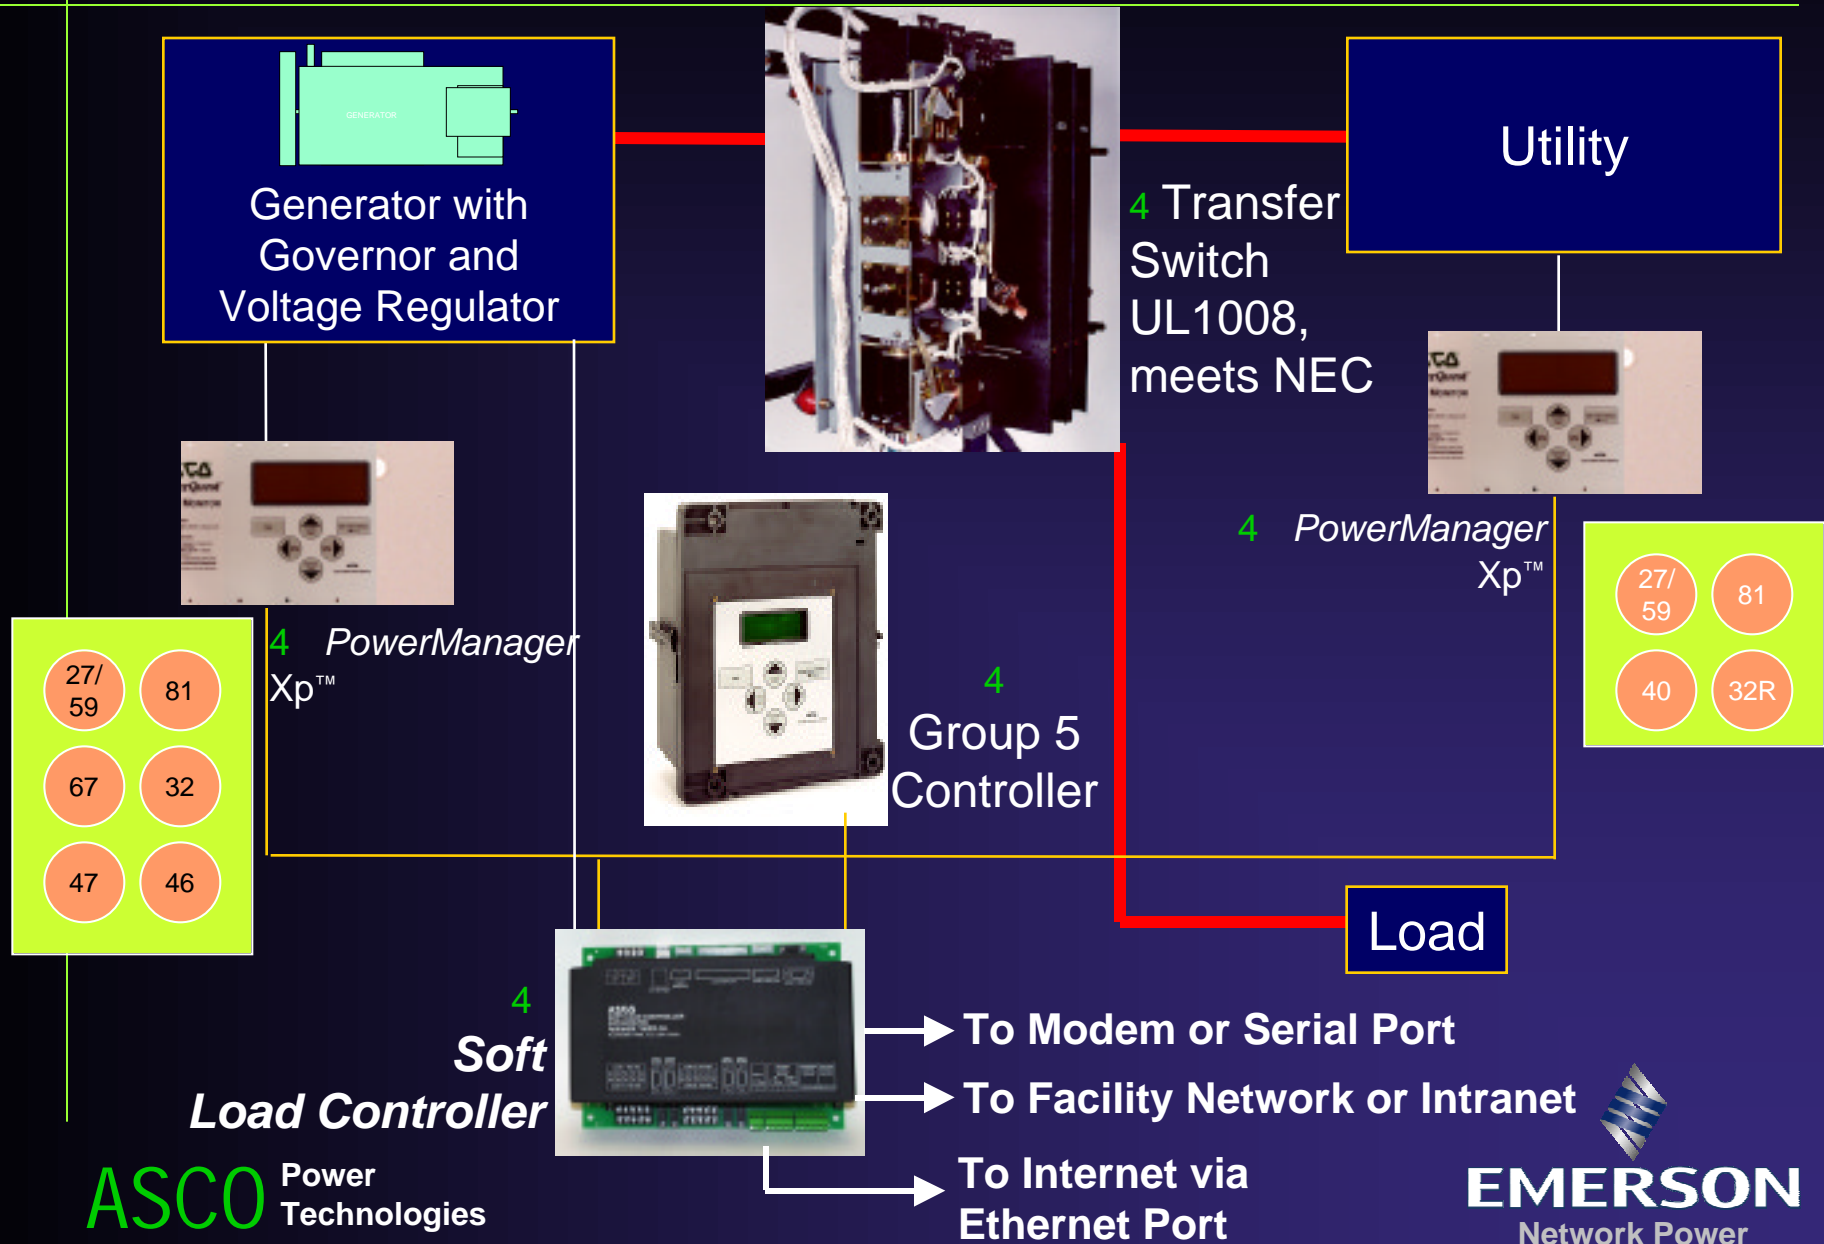 GENERATOR
Generator with
Governor and
Voltage Regulator
Utility
4 Transfer
Switch
UL1008,
meets NEC
4 PowerManager
Xp™
27/
59
81
40
32R
4 PowerManager
Xp™
27/
59
81
67
32
47
46
4
Group 5
Controller
Load
4
Soft
Load Controller
ASCO
To Modem or Serial Port
To Facility Network or Intranet
To Internet via
Ethernet Port
ASCO Power
Technologies
EMERSON
Network Power